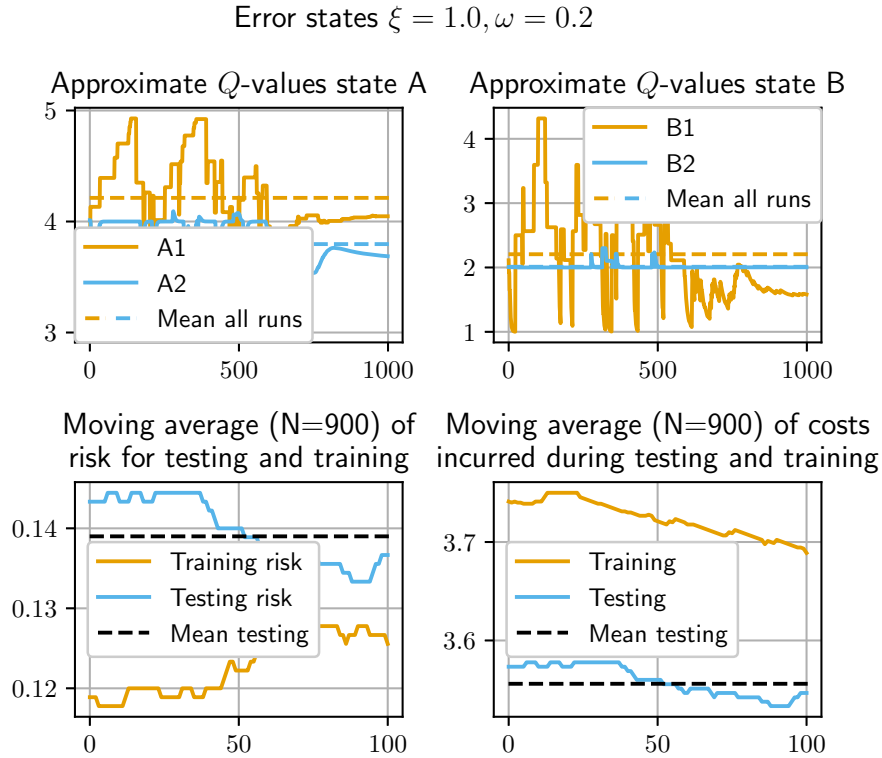 Error states ξ = 1.0, ω = 0.2
Approximate Q-values state A
5
4
3
0
500
1000
A1
A2
Mean all runs
Approximate Q-values state B
4
3
2
1
0
500
1000
B1
B2
Mean all runs
Moving average (N=900) of
risk for testing and training
0.14
0.13
0.12
0
50
100
Training risk
Testing risk
Mean testing
Moving average (N=900) of costs
incurred during testing and training
3.7
3.6
0
50
100
Training
Testing
Mean testing